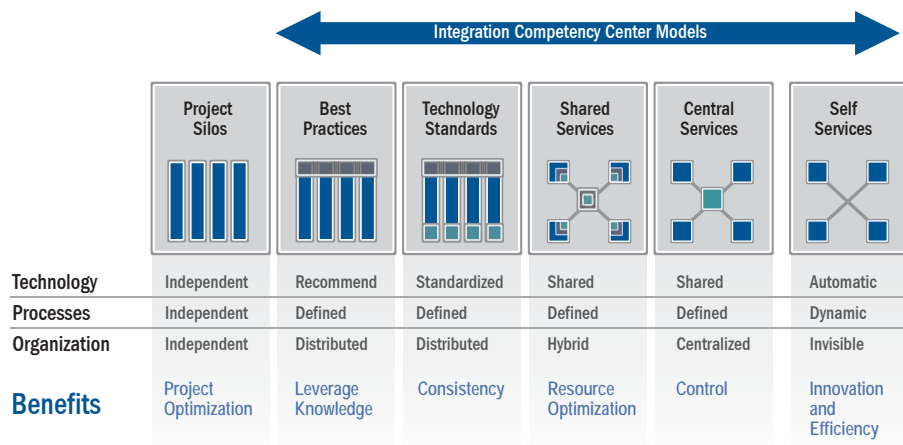 Integration Competency Center Models
Project
Silos
Best
Practices
Technology
Standards
Shared
Services
Central
Services
Self
Services
Technology Independent Recommend Standardized Shared Shared Automatic
Processes Independent Defined Defined Defined Defined Dynamic
Organization Independent Distributed Distributed Hybrid Centralized Invisible
Benefits
Project
Optimization
Leverage
Knowledge
Consistency
Resource
Optimization
Control
Innovation
and
Efficiency